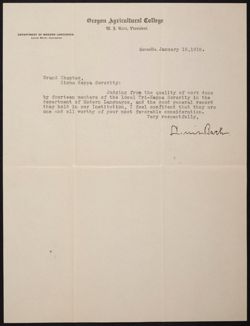 Oregon Agricultural College
W. J. Kerr, President
DEPARTMENT OF MODERN LANGUAGES
January 18, 1918.
Grand Chapter,
Sigma Kappa Sorority:
Judging from the quality of work done
by fourteen members of the local Tri-Kappa Sorority in the
department of Modern Languages, and the good general record
they hold in our Institution, I feel confident that they are
one and all worthy of your most favorable consideration.
Very respectfully,